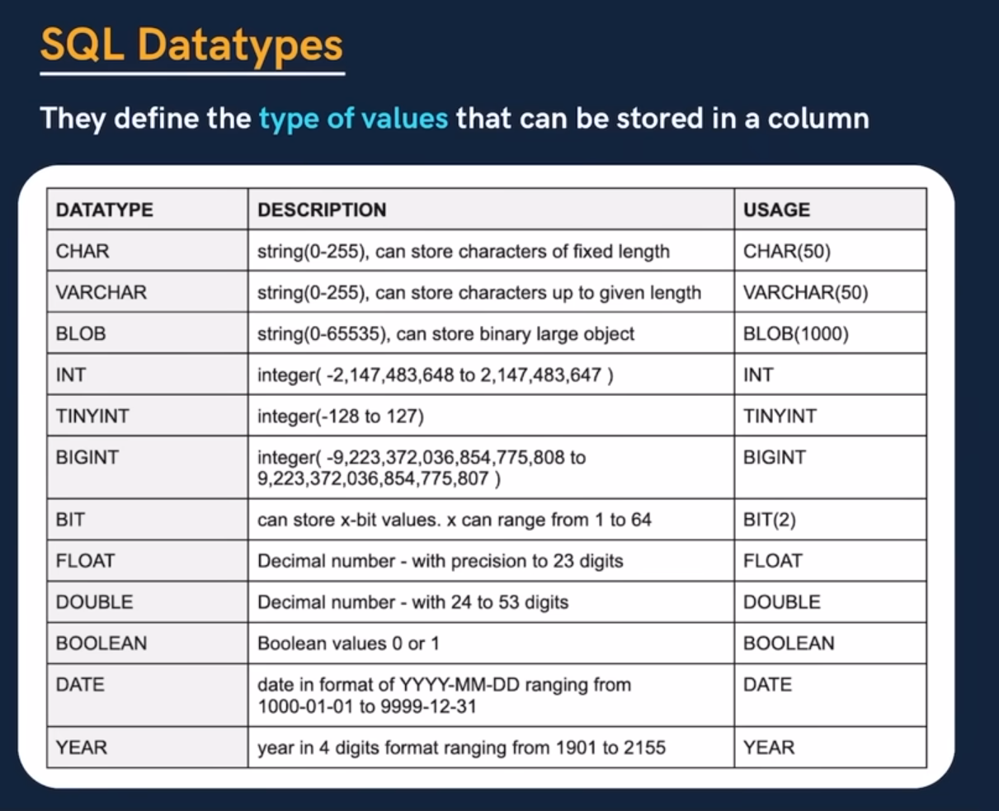 SQL Datatypes
They define the type of values that can be stored in a column
DATATYPE DESCRIPTION USAGE
CHAR string(0-255), can store characters of fixed length CHAR(50)
VARCHAR string(0-255), can store characters up to given length VARCHAR(50)
BLOB string(0-65535), can store binary large object BLOB(1000)
INT integer( -2,147,483,648 to 2,147,483,647 ) INT
TINYINT integer(-128 to 127) TINYINT
BIGINT integer( -9,223,372,036,854,775,808 to BIGINT
9,223,372,036,854,775,807 )
BIT can store x-bit values. x can range from 1 to 64 BIT(2)
FLOAT Decimal number - with precision to 23 digits FLOAT
DOUBLE Decimal number - with 24 to 53 digits DOUBLE
BOOLEAN Boolean values 0 or 1 BOOLEAN
DATE date in format of YYYY-MM-DD ranging from DATE
1000-01-01 to 9999-12-31
YEAR year in 4 digits format ranging from 1901 to 2155 YEAR